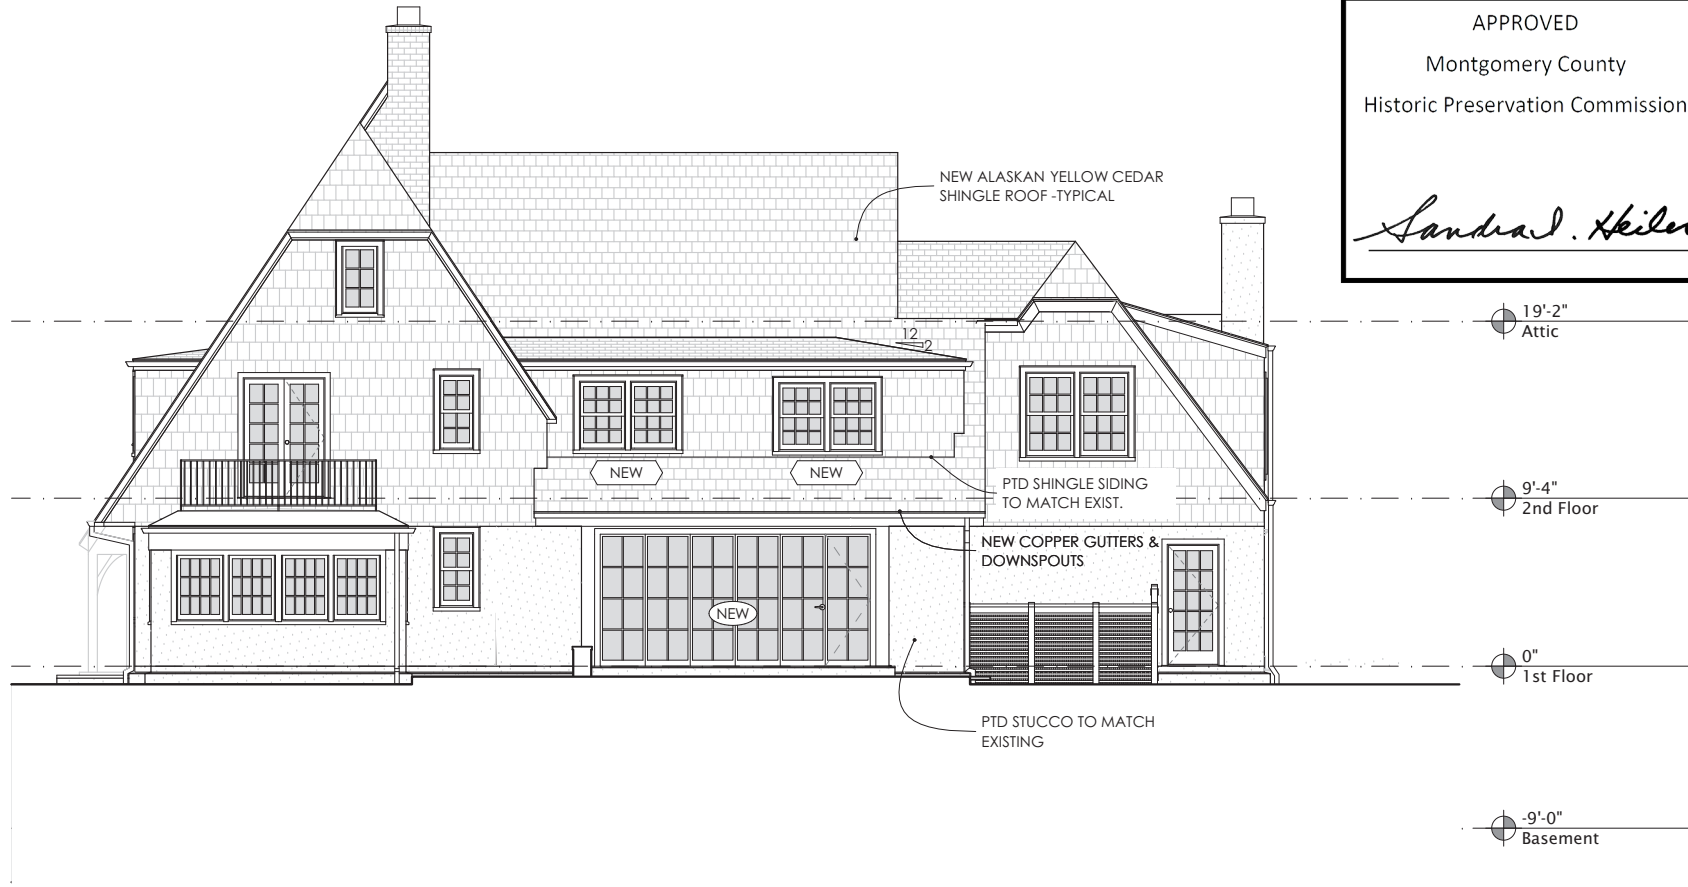 APPROVED
Montgomery County
Historic Preservation Commission
NEW ALASKAN YELLOW CEDAR
SHINGLE ROOF -TYPICAL
19'-2"
Attic
12
2
NEW
NEW
PTD SHINGLE SIDING
TO MATCH EXIST.
9'-4"
2nd Floor
NEW COPPER GUTTERS &
DOWNSPOUTS
NEW
0"
1st Floor
PTD STUCCO TO MATCH
EXISTING
-9'-0"
Basement